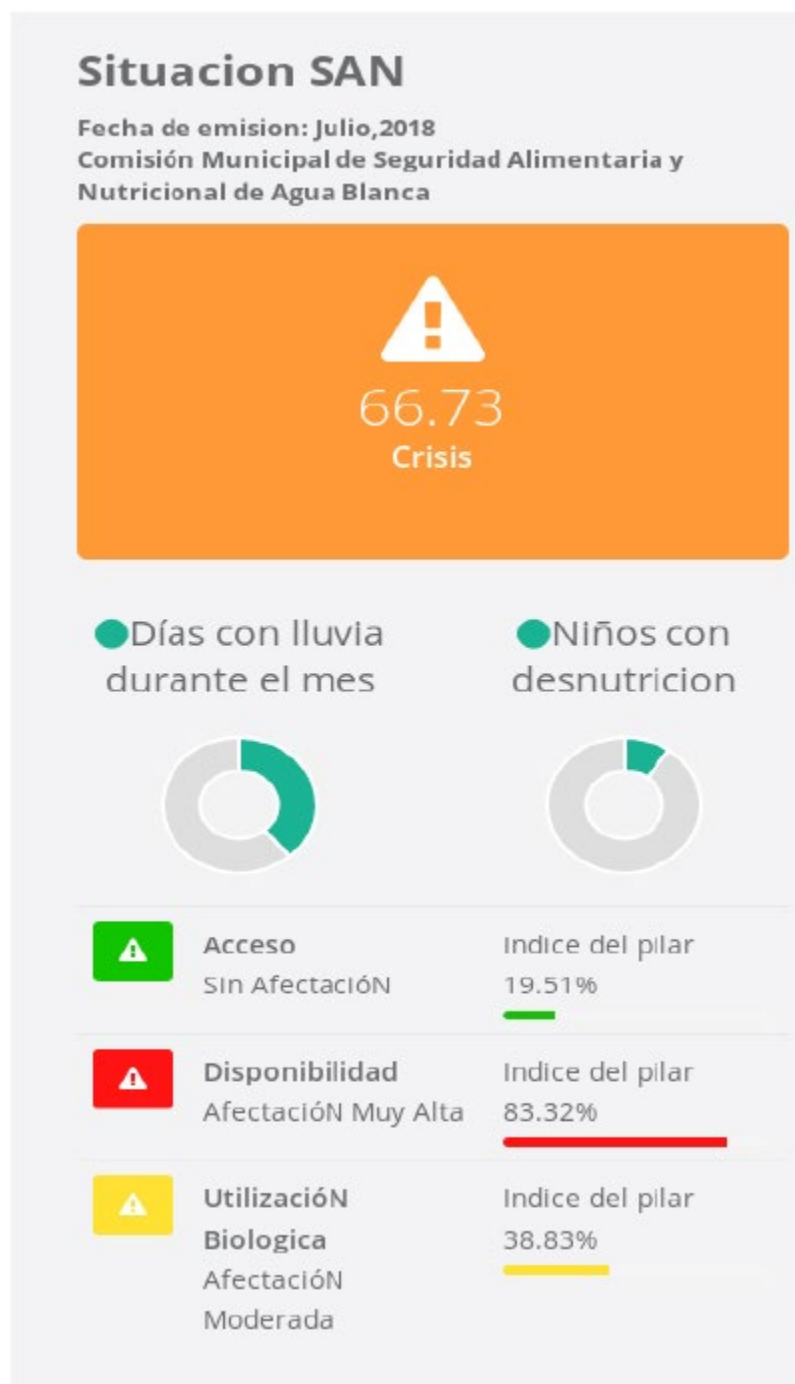 Situacion SAN
Fecha de emision: Julio,2018
Comisión Municipal de Seguridad Alimentaria y
Nutricional de Agua Blanca
66.73
Crisis
Días con lluvia
durante el mes
Niños con
desnutricion
Acceso
Sin AfectacióN
Indice del pilar
19.51%
Disponibilidad
AfectacióN Muy Alta
Indice del pilar
83.32%
UtilizacióN
Biologica
AfectacióN
Moderada
Indice del pilar
38.83%